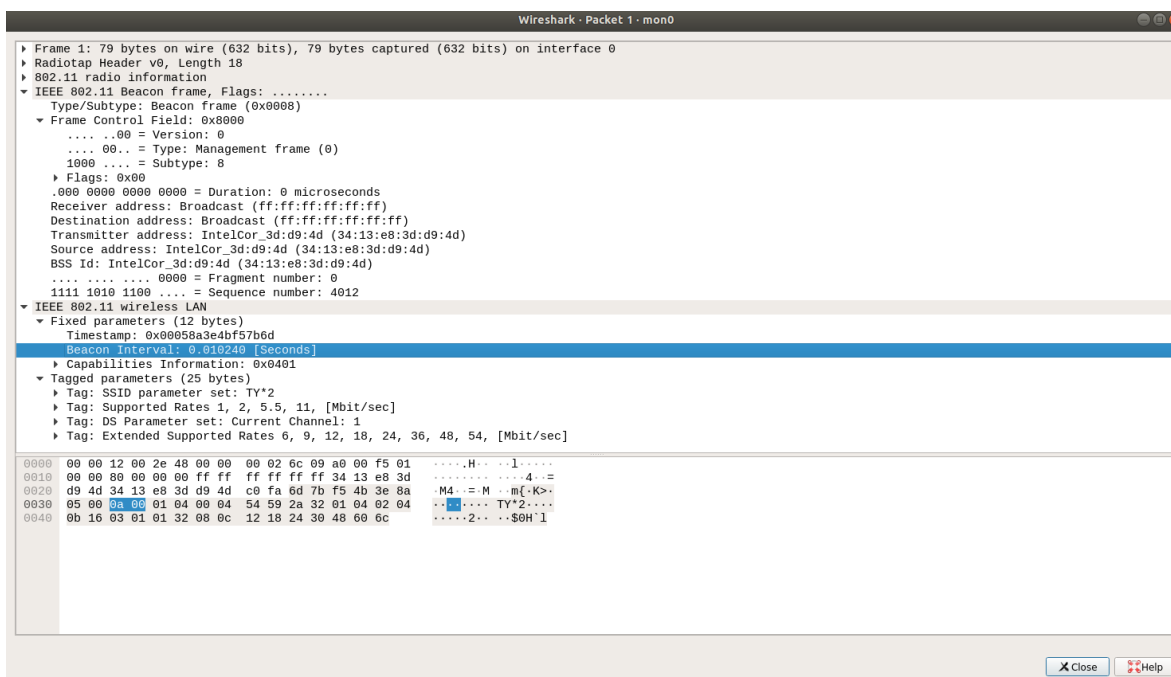 Wireshark · Packet 1 · mon0
Frame 1: 79 bytes on wire (632 bits), 79 bytes captured (632 bits) on interface 0
Radiotap Header v0, Length 18
802.11 radio information
IEEE 802.11 Beacon frame, Flags: ........
Type/Subtype: Beacon frame (0x0008)
Frame Control Field: 0x8000
.... ..00 = Version: 0
.... 00.. = Type: Management frame (0)
1000 .... = Subtype: 8
Flags: 0x00
.000 0000 0000 0000 = Duration: 0 microseconds
Receiver address: Broadcast (ff:ff:ff:ff:ff:ff)
Destination address: Broadcast (ff:ff:ff:ff:ff:ff)
Transmitter address: IntelCor_3d:d9:4d (34:13:e8:3d:d9:4d)
Source address: IntelCor_3d:d9:4d (34:13:e8:3d:d9:4d)
BSS Id: IntelCor_3d:d9:4d (34:13:e8:3d:d9:4d)
.... .... .... 0000 = Fragment number: 0
1111 1010 1100 .... = Sequence number: 4012
IEEE 802.11 wireless LAN
Fixed parameters (12 bytes)
Timestamp: 0x00058a3e4bf57b6d
Beacon Interval: 0.010240 [Seconds]
Capabilities Information: 0x0401
Tagged parameters (25 bytes)
Tag: SSID parameter set: TY*2
Tag: Supported Rates 1, 2, 5.5, 11, [Mbit/sec]
Tag: DS Parameter set: Current Channel: 1
Tag: Extended Supported Rates 6, 9, 12, 18, 24, 36, 48, 54, [Mbit/sec]
0000 00 00 12 00 2e 48 00 00 00 02 6c 09 a0 00 f5 01 ·····H·· ··l·····
0010 00 00 80 00 00 00 ff ff ff ff ff ff 34 13 e8 3d ········ ····4··=
0020 d9 4d 34 13 e8 3d d9 4d c0 fa 6d 7b f5 4b 3e 8a ·M4··=·M ··m{·K>·
0030 05 00 0a 00 01 04 00 04 54 59 2a 32 01 04 02 04 ········ TY*2····
0040 0b 16 03 01 01 32 08 0c 12 18 24 30 48 60 6c ·····2·· ··$0H`l
Close Help